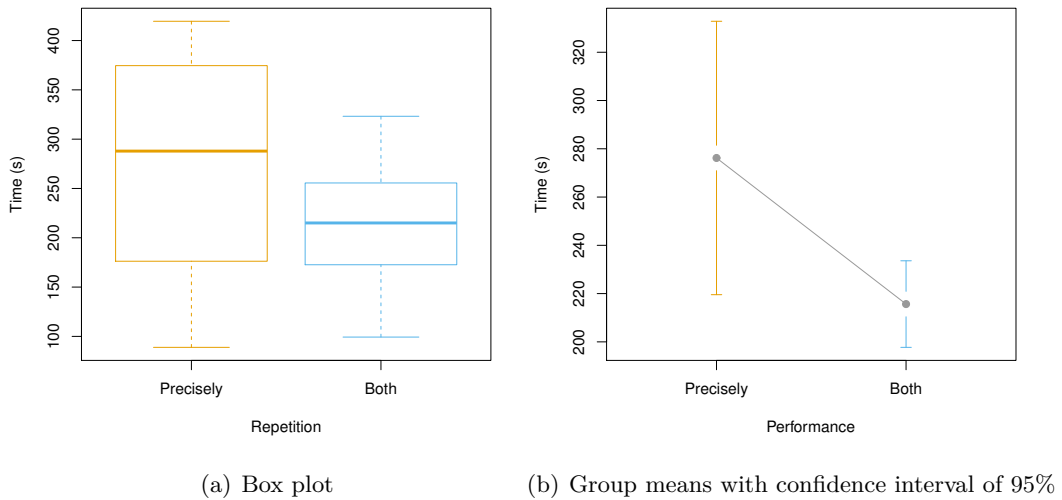 400
350
300
250
200
150
100
Time (s)
Precisely Both
Repetition
(a) Box plot
320
300
280
260
240
220
200
Time (s)
Precisely Both
Performance
(b) Group means with confidence interval of 95%